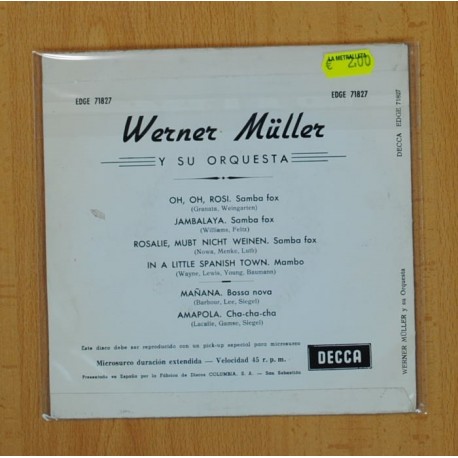 LA METRALLETA
€ 2,00
EDGE 71827
EDGE 71827
Werner Müller
Y SU ORQUESTA
OH, OH, ROSI. Samba fox
(Granata, Weingarten)
JAMBALAYA. Samba fox
(Williams, Feltz)
ROSALIE, MUBT NICHT WEINEN. Samba fox
(Nowa, Menke, Luth)
IN A LITTLE SPANISH TOWN. Mambo
(Wayne, Lewis, Young, Baumann)
MAÑANA. Bossa nova
(Barbour, Lee, Siegel)
AMAPOLA. Cha-cha-cha
(Lacalle, Gamer, Siegel)
Este disco debe ser reproducido con un pick-up especial para microsurco
Microsurco duración extendida — Velocidad 45 r. p. m.
Presentado en España por la Fábrica de Discos COLUMBIA, S. A. — San Sebastián
DECCA
DECCA EDGE 71827
WERNER MÜLLER y su Orquesta